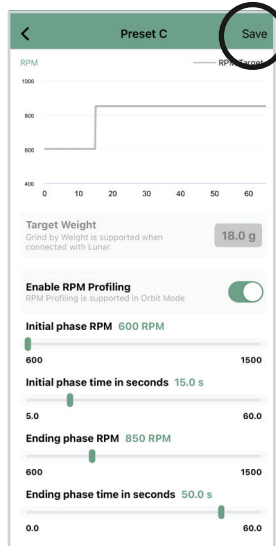 Preset C
Save
RPM
RPM Target
1000
800
600
400
0 10 20 30 40 50 60
Target Weight
Grind by Weight is supported when
connected with Lunar
18.0 g
Enable RPM Profiling
RPM Profiling is supported in Orbit Mode
Initial phase RPM 600 RPM
600 1500
Initial phase time in seconds 15.0 s
5.0 60.0
Ending phase RPM 850 RPM
600 1500
Ending phase time in seconds 50.0 s
0.0 60.0